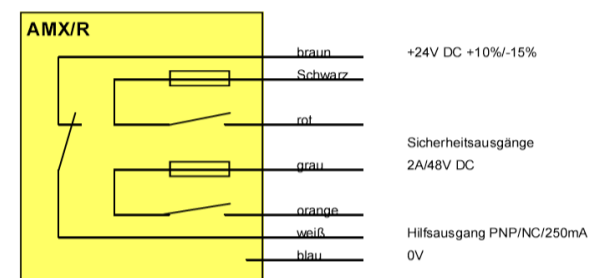 AMX/R
braun +24V DC +10%/-15%
Schwarz
rot
Sicherheitsausgänge
grau 2A/48V DC
orange
weiß Hilfsausgang PNP/NC/250mA
blau 0V